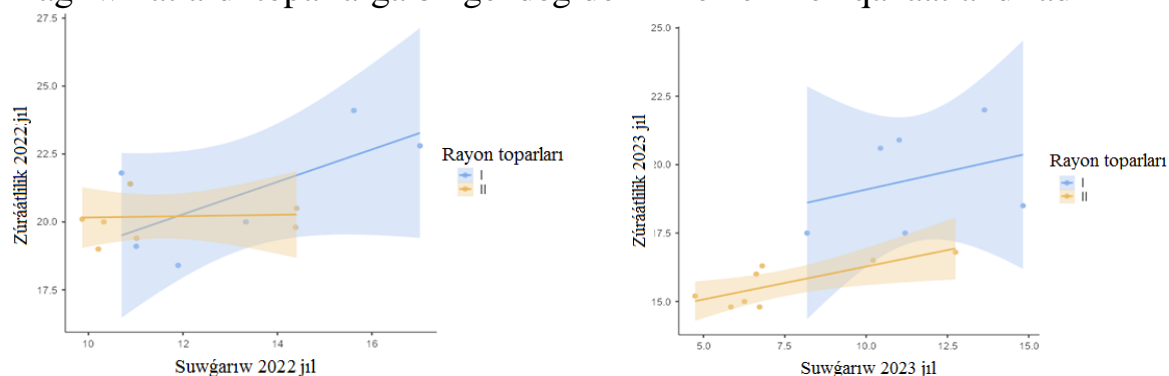 27.5
25.0
22.5
20.0
17.5
10
12
14
16
Zúráátlilik 2022 jıl
Suwǵarıw 2022 jıl
Rayon toparları
I
II
25.0
22.5
20.0
17.5
15.0
5.0
7.5
10.0
12.5
15.0
Zúráátlilik 2023 jıl
Suwǵarıw 2023 jıl
Rayon toparları
I
II